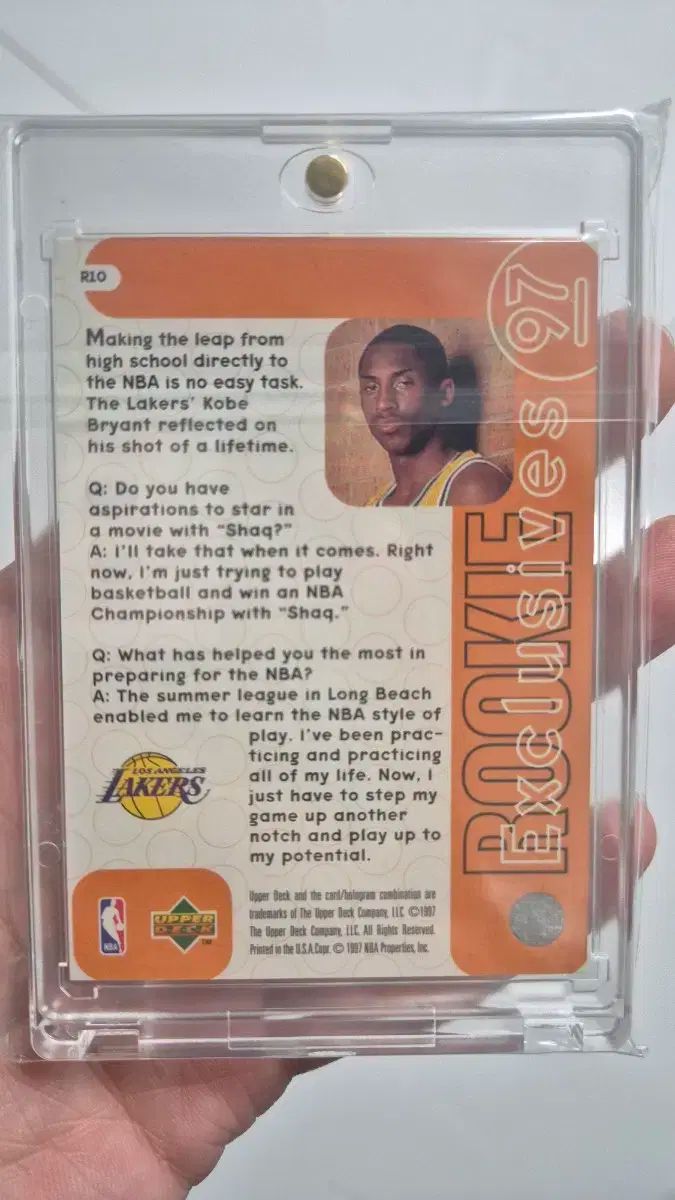 R10
97
Making the leap from
high school directly to
the NBA is no easy task.
The Lakers' Kobe
Bryant reflected on
his shot of a lifetime.
Q: Do you have
aspirations to star in
a movie with "Shaq?"
A: I'll take that when it comes. Right
now, I'm just trying to play
basketball and win an NBA
Championship with "Shaq."
Q: What has helped you the most in
preparing for the NBA?
A: The summer league in Long Beach
enabled me to learn the NBA style of
play. I've been prac-
ticing and practicing
all of my life. Now, I
just have to step my
game up another
notch and play up to
my potential.
ROOKIE
Exclusives
LOS ANGELES
LAKERS
NBA
UPPER
DECK
TM
Upper Deck and the card/hologram combination are
trademarks of The Upper Deck Company, LLC. ©1997
The Upper Deck Company, LLC. All Rights Reserved.
Printed in the U.S.A. Copr. © 1997 NBA Properties, Inc.